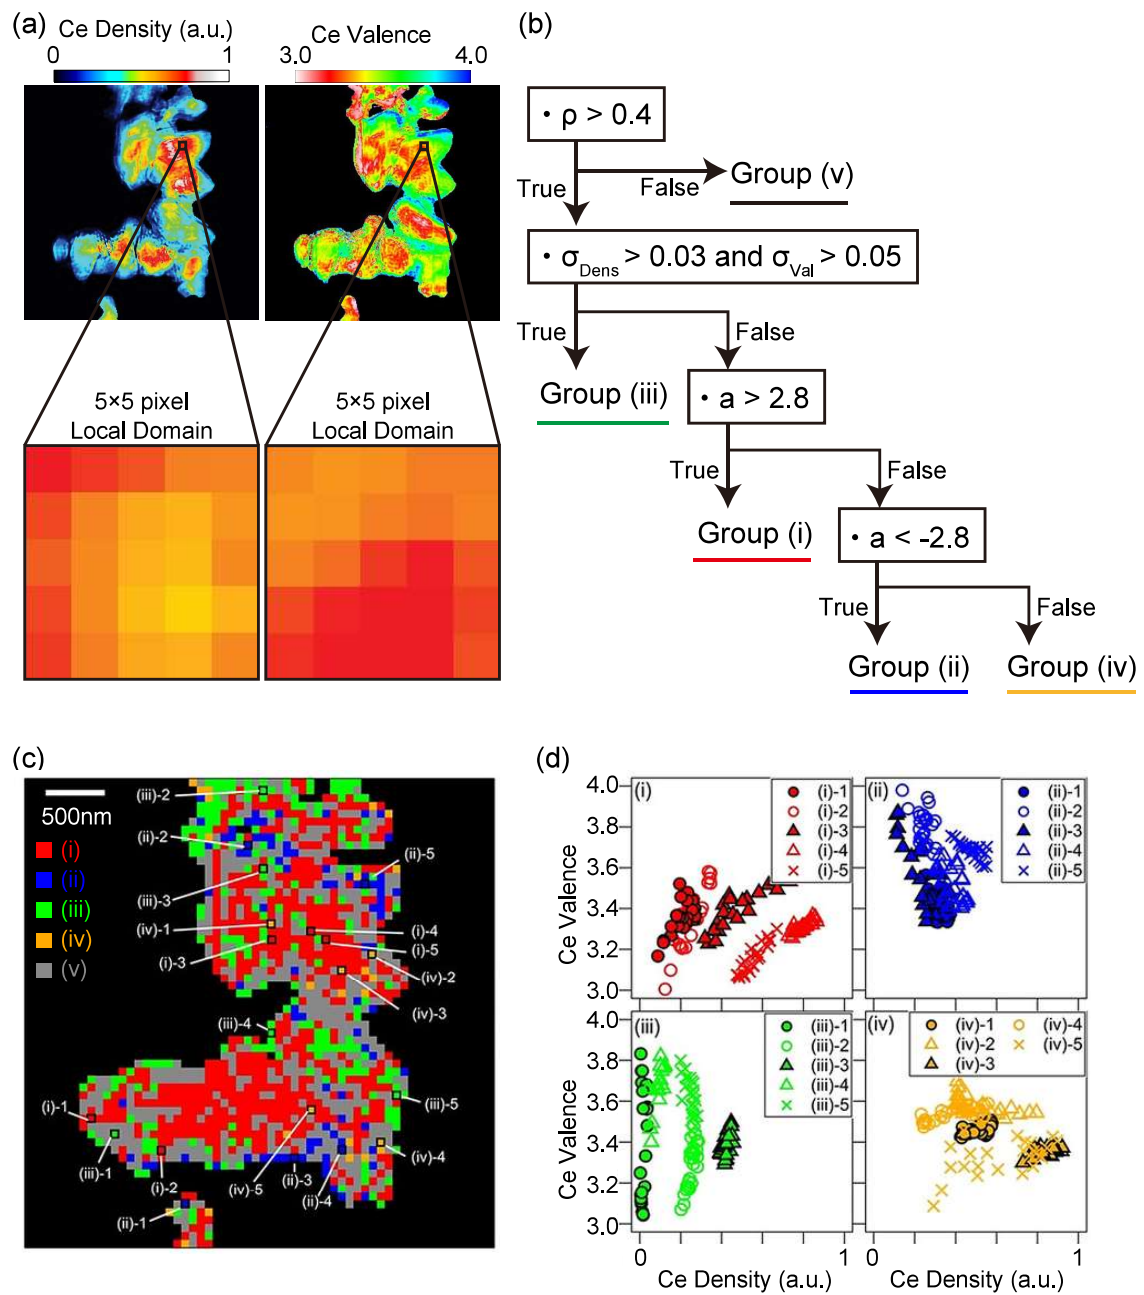 (a)
Ce Density (a.u.)
0
1
Ce Valence
3.0
4.0
5×5 pixel
Local Domain
5×5 pixel
Local Domain
(b)
• ρ > 0.4
True
False
Group (v)
• σDens > 0.03 and σVal > 0.05
True
False
Group (iii)
• a > 2.8
True
False
Group (i)
• a < -2.8
True
False
Group (ii)
Group (iv)
(c)
500nm
(i)
(ii)
(iii)
(iv)
(v)
(iii)-2
(ii)-2
(ii)-5
(iii)-3
(iv)-1
(i)-4
(i)-5
(i)-3
(iv)-2
(iv)-3
(iii)-4
(i)-1
(iii)-5
(iii)-1
(iv)-4
(i)-2
(iv)-5
(ii)-3
(ii)-4
(ii)-1
(d)
Ce Valence
4.0
3.8
3.6
3.4
3.2
3.0
(i)
(i)-1
(i)-2
(i)-3
(i)-4
(i)-5
(ii)
(ii)-1
(ii)-2
(ii)-3
(ii)-4
(ii)-5
Ce Valence
4.0
3.8
3.6
3.4
3.2
3.0
(iii)
(iii)-1
(iii)-2
(iii)-3
(iii)-4
(iii)-5
(iv)
(iv)-1
(iv)-2
(iv)-3
(iv)-4
(iv)-5
0
1
Ce Density (a.u.)
0
1
Ce Density (a.u.)